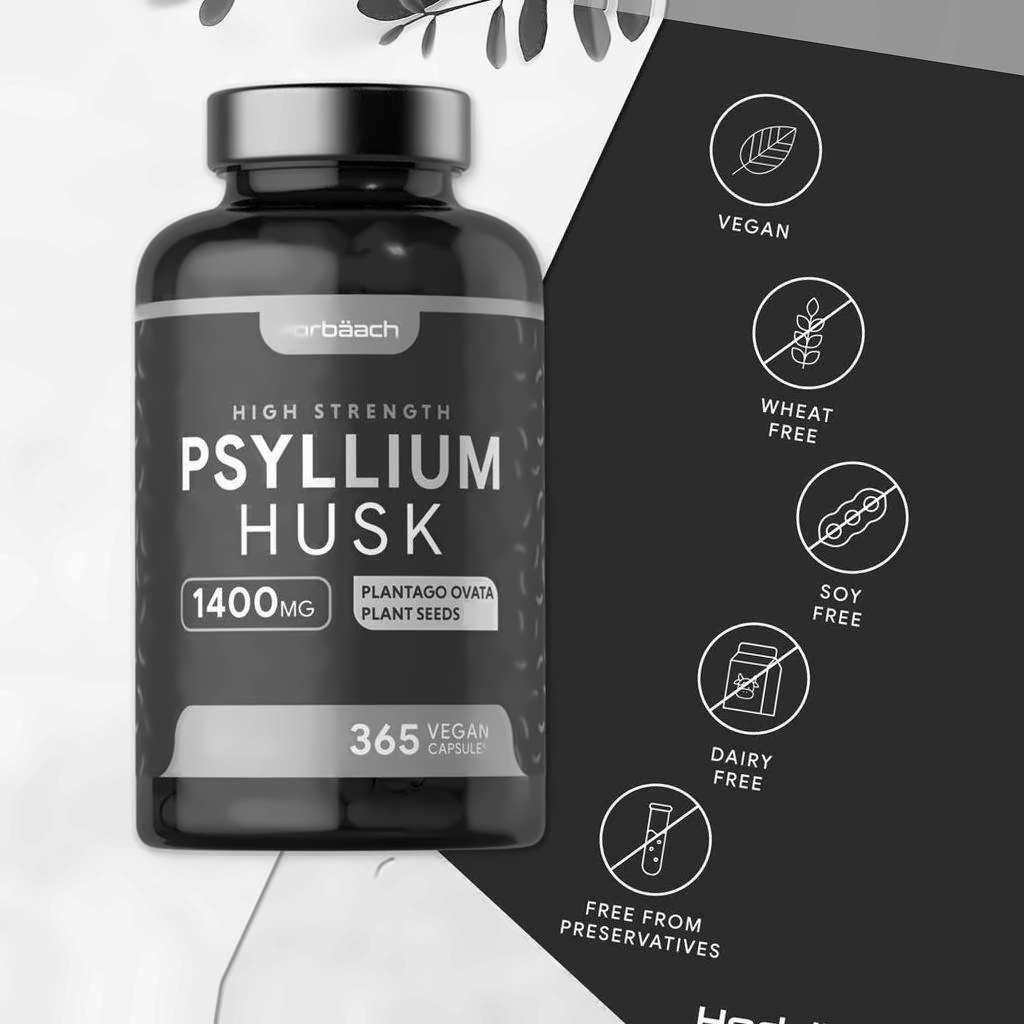 HIGH STRENGTH
PSYLLIUM
HUSK
1400MG
PLANTAGO OVATA
PLANT SEEDS
365 VEGAN
CAPSULES
VEGAN
WHEAT
FREE
SOY
FREE
DAIRY
FREE
FREE FROM
PRESERVATIVES